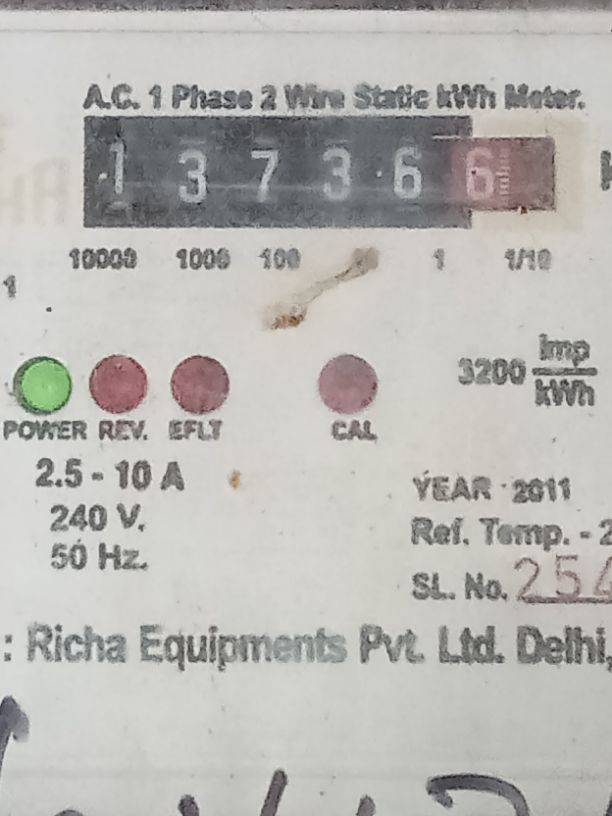 A.C. 1 Phase 2 Wire Static kWh Meter.
1 3 7 3 6 6
10000 1000 100 1 1/10
1
3200 Imp/kWh
POWER REV. EFLT CAL
2.5 - 10 A
240 V.
50 Hz.
YEAR 2011
Ref. Temp. - 2
SL. No. 254
: Richa Equipments Pvt. Ltd. Delhi,